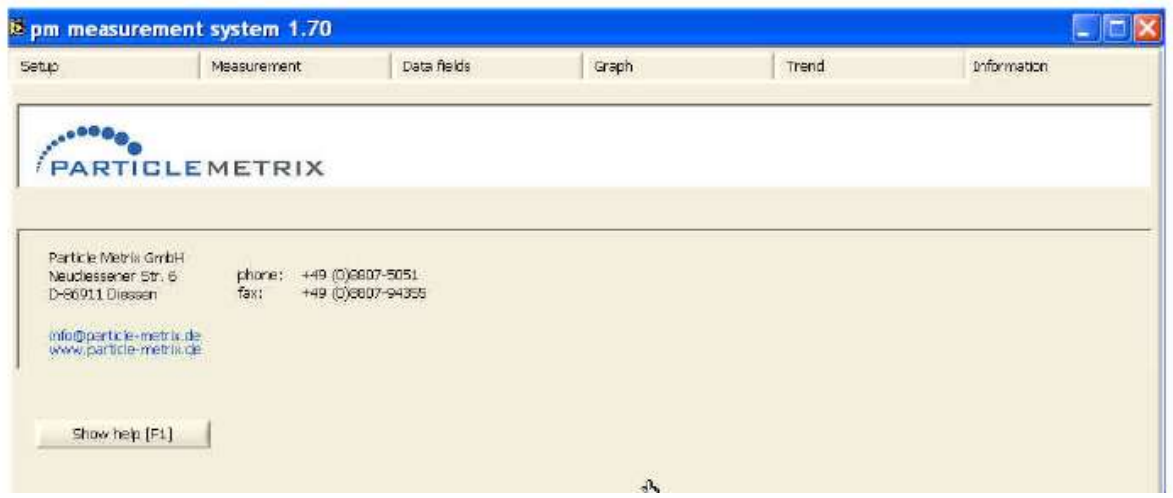 pm measurement system 1.70
Setup Measurement Data fields Graph Trend Information
PARTICLEMETRIX
Particle Metrix GmbH
Neudiessener Str. 6 phone: +49 (0)8807-5051
D-86911 Diessen fax: +49 (0)8807-94355
info@particle-metrix.de
www.particle-metrix.de
Show help [F1]